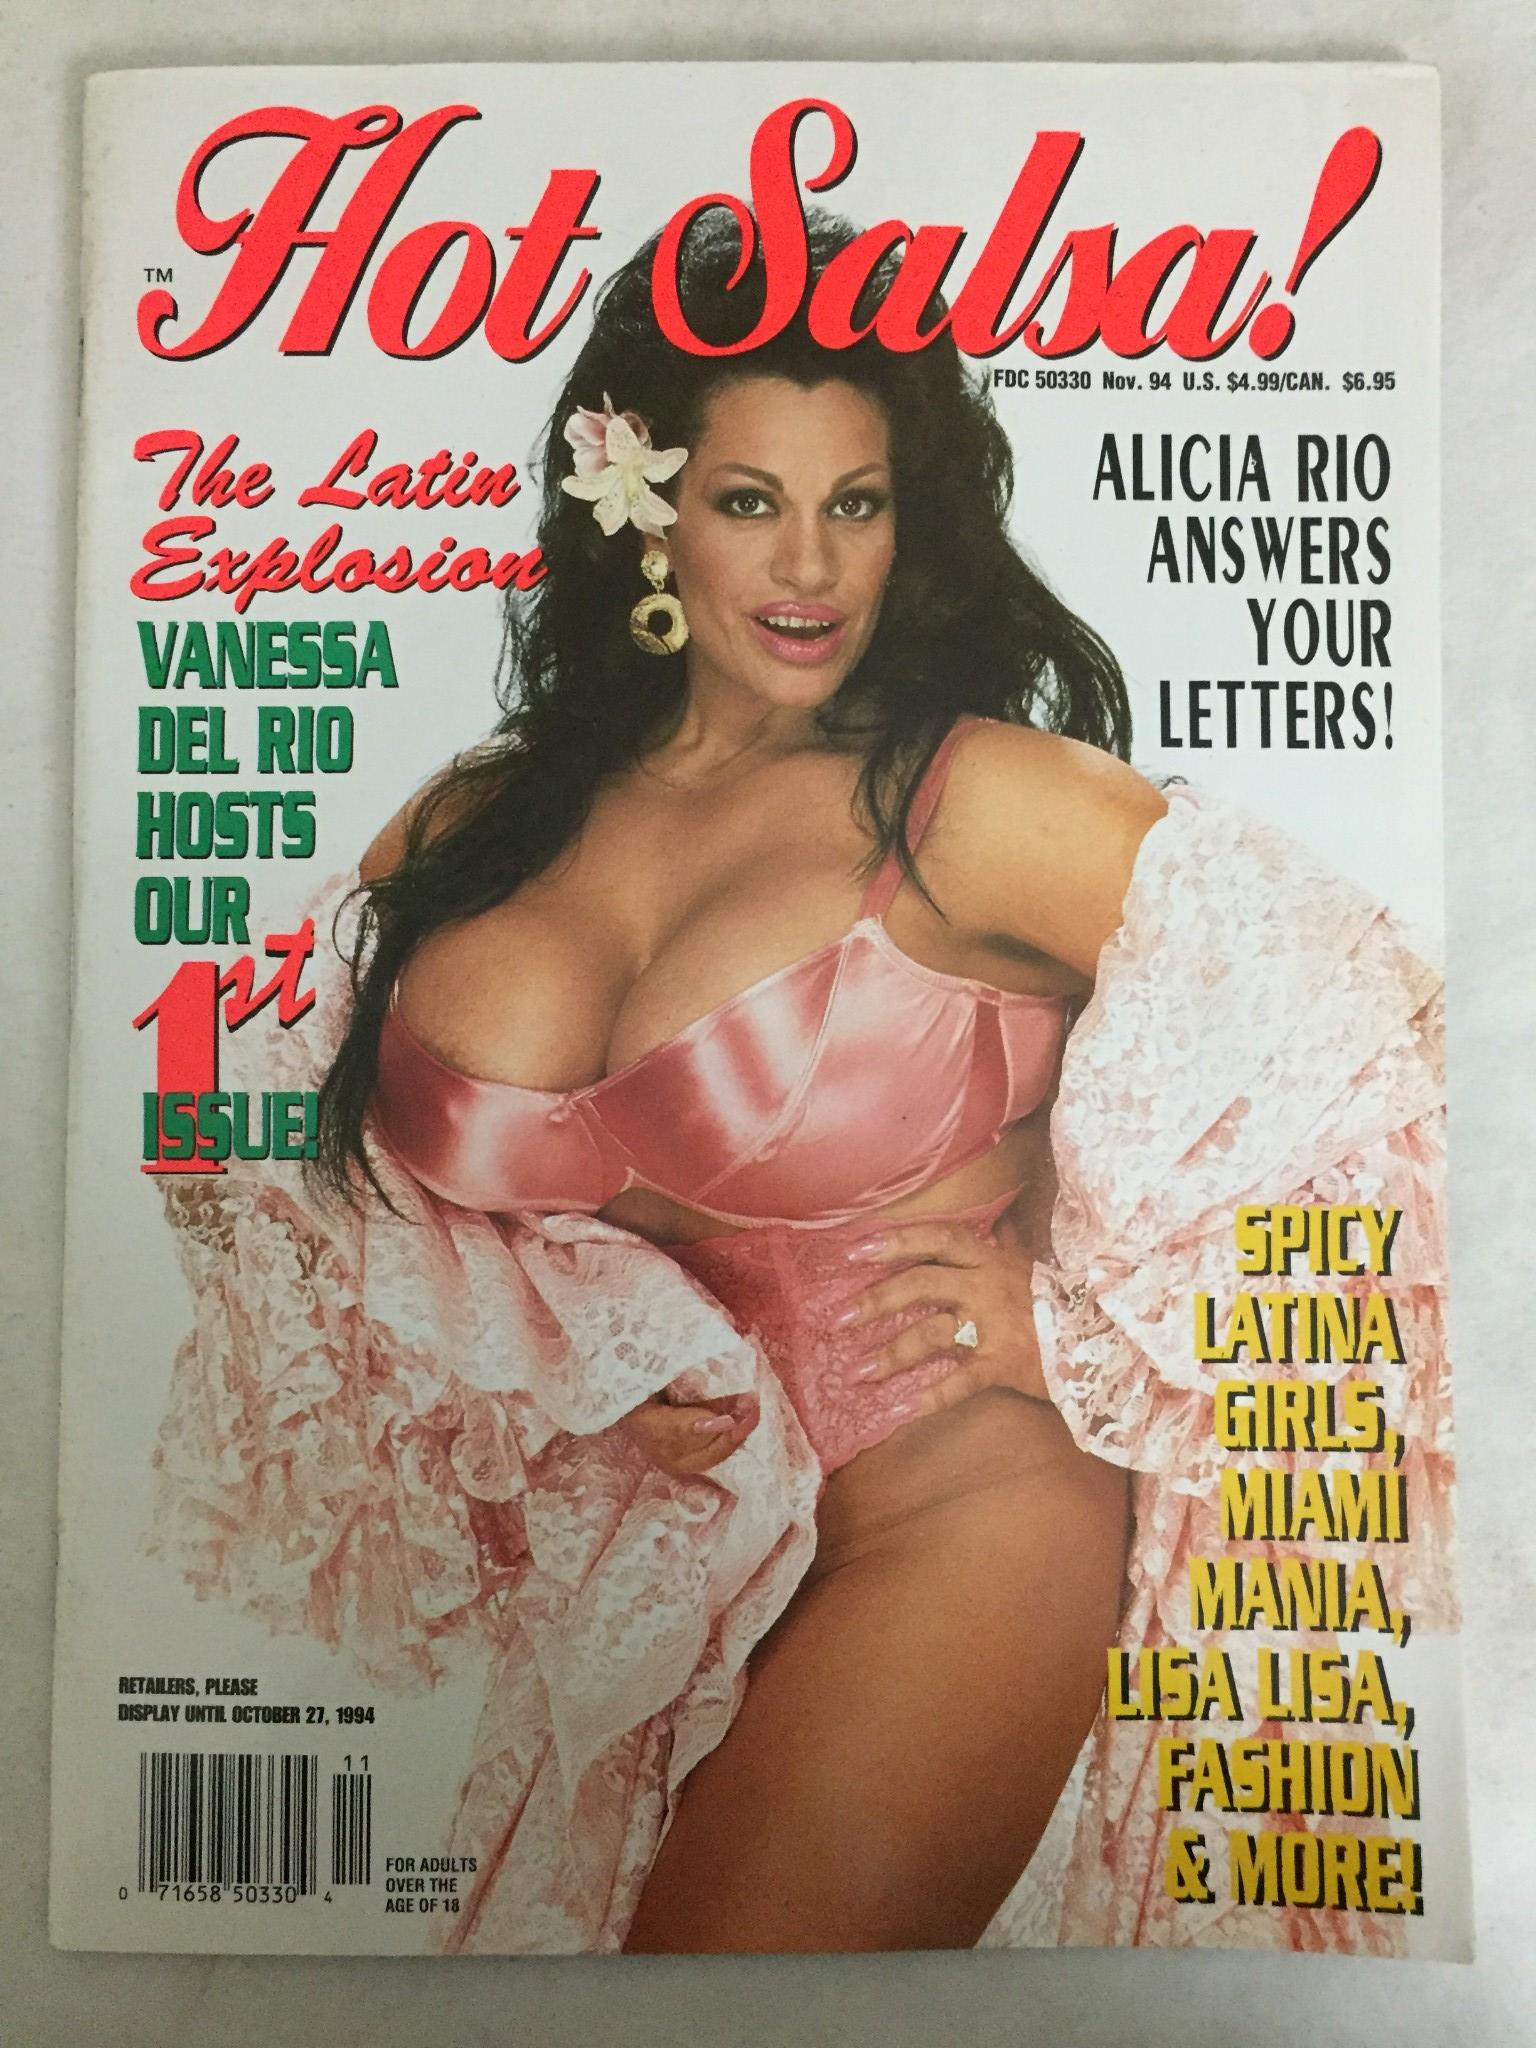 Hot Salsa!
TM
FDC 50330 Nov. 94 U.S. $4.99/CAN. $6.95
The Latin
Explosion
VANESSA
DEL RIO
HOSTS
OUR
1st
ISSUE!
ALICIA RIO
ANSWERS
YOUR
LETTERS!
SPICY
LATINA
GIRLS,
MIAMI
MANIA,
LISA LISA,
FASHION
& MORE!
RETAILERS, PLEASE
DISPLAY UNTIL OCTOBER 27, 1994
11
0 71658 50330 4
FOR ADULTS
OVER THE
AGE OF 18